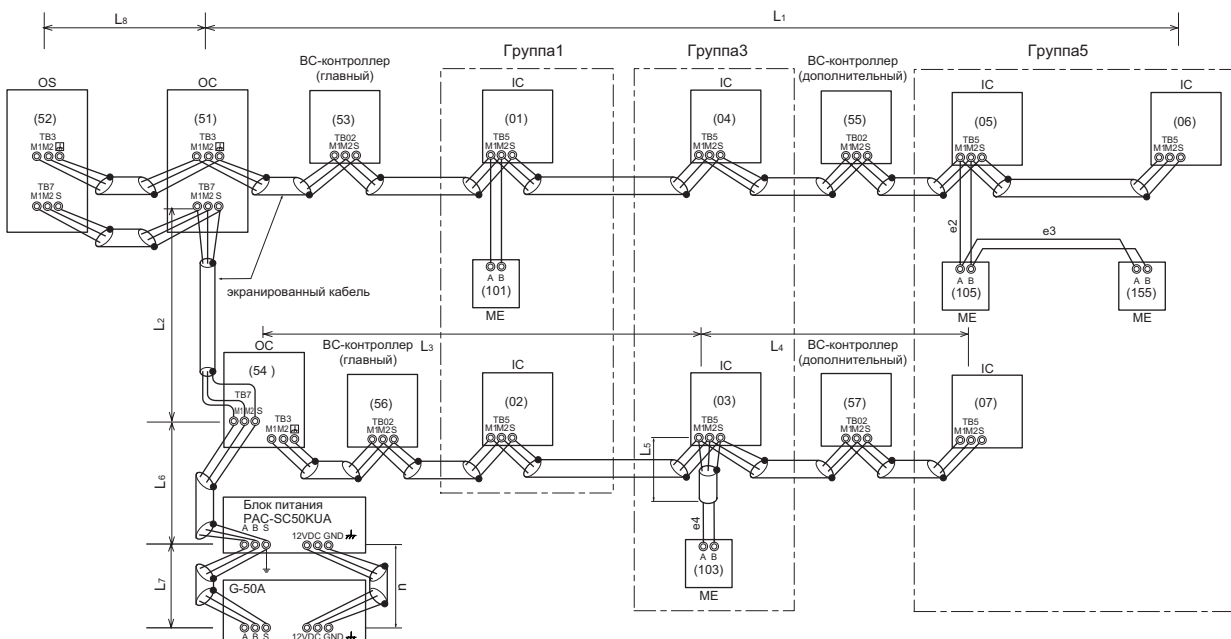 L8
L1
Группа1
Группа3
Группа5
OS
OC
ВС-контроллер
(главный)
IC
IC
ВС-контроллер
(дополнительный)
IC
IC
(52)
(51)
(53)
(01)
(04)
(55)
(05)
(06)
TB3
M1M2
TB3
M1M2
TB02
M1M2S
TB5
M1M2S
TB5
M1M2S
TB02
M1M2S
TB5
M1M2S
TB5
M1M2S
TB7
M1M2 S
TB7
M1M2 S
e2
e3
A B
(101)
ME
A B
(105)
ME
A B
(155)
ME
экранированный кабель
L2
OC
ВС-контроллер
(главный)
L3
L4
ВС-контроллер
(дополнительный)
IC
IC
IC
(54 )
(56)
(02)
(03)
(57)
(07)
TB7
M1M2 S
TB3
M1M2
TB02
M1M2S
TB5
M1M2S
TB5
M1M2S
TB02
M1M2S
TB5
M1M2S
L5
L6
e4
A B
(103)
ME
Блок питания
PAC-SC50KUA
A B S
12VDC GND
L7
n
G-50A
A B S
12VDC GND